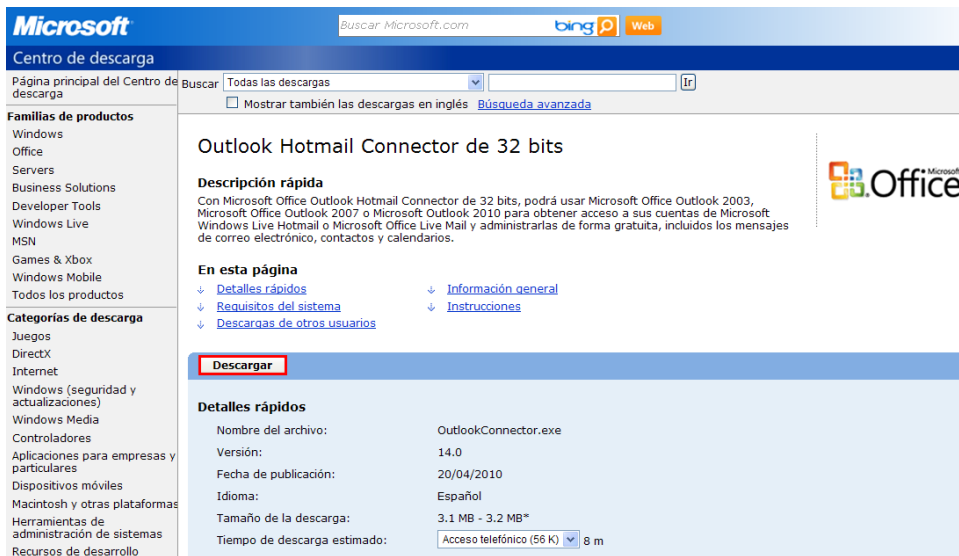 Microsoft
Buscar Microsoft.com
bing
Web
Centro de descarga
Página principal del Centro de
descarga
Familias de productos
Windows
Office
Servers
Business Solutions
Developer Tools
Windows Live
MSN
Games & Xbox
Windows Mobile
Todos los productos
Categorías de descarga
Juegos
DirectX
Internet
Windows (seguridad y
actualizaciones)
Windows Media
Controladores
Aplicaciones para empresas y
particulares
Dispositivos móviles
Macintosh y otras plataformas
Herramientas de
administración de sistemas
Recursos de desarrollo
Buscar Todas las descargas Ir
Mostrar también las descargas en inglés Búsqueda avanzada
Outlook Hotmail Connector de 32 bits
Microsoft
Office
Descripción rápida
Con Microsoft Office Outlook Hotmail Connector de 32 bits, podrá usar Microsoft Office Outlook 2003,
Microsoft Office Outlook 2007 o Microsoft Outlook 2010 para obtener acceso a sus cuentas de Microsoft
Windows Live Hotmail o Microsoft Office Live Mail y administrarlas de forma gratuita, incluidos los mensajes
de correo electrónico, contactos y calendarios.
En esta página
Detalles rápidos
Información general
Requisitos del sistema
Instrucciones
Descargas de otros usuarios
Descargar
Detalles rápidos
Nombre del archivo: OutlookConnector.exe
Versión: 14.0
Fecha de publicación: 20/04/2010
Idioma: Español
Tamaño de la descarga: 3.1 MB - 3.2 MB*
Tiempo de descarga estimado: Acceso telefónico (56 K) 8 m